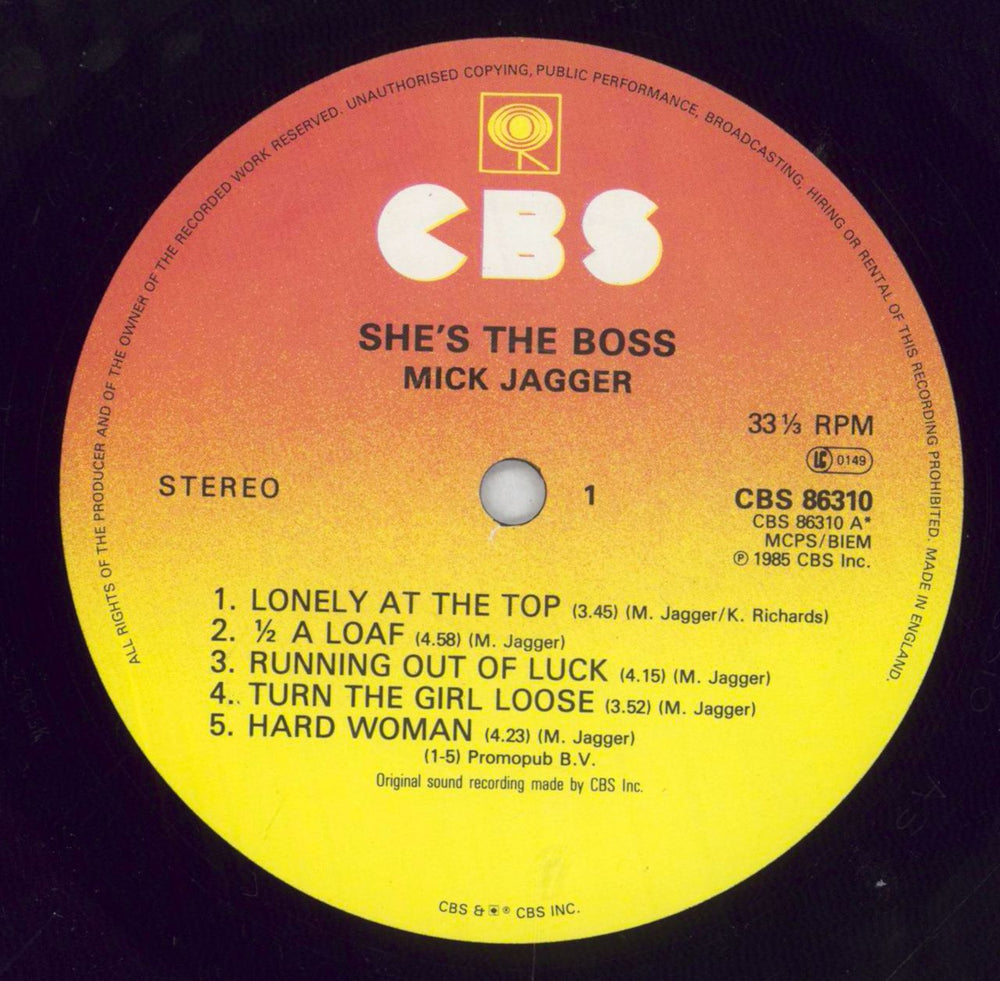 ALL RIGHTS OF THE PRODUCER AND OF THE OWNER OF THE RECORDED WORK RESERVED. UNAUTHORISED COPYING, PUBLIC PERFORMANCE, BROADCASTING, HIRING OR RENTAL OF THIS RECORDING PROHIBITED. MADE IN ENGLAND.
CBS
SHE'S THE BOSS
MICK JAGGER
33⅓ RPM
LC 0149
STEREO
1
CBS 86310
CBS 86310 A*
MCPS/BIEM
℗ 1985 CBS Inc.
1. LONELY AT THE TOP (3.45) (M. Jagger/K. Richards)
2. ½ A LOAF (4.58) (M. Jagger)
3. RUNNING OUT OF LUCK (4.15) (M. Jagger)
4.. TURN THE GIRL LOOSE (3.52) (M. Jagger)
5. HARD WOMAN (4.23) (M. Jagger)
(1-5) Promopub B.V.
Original sound recording made by CBS Inc.
CBS & ® CBS INC.